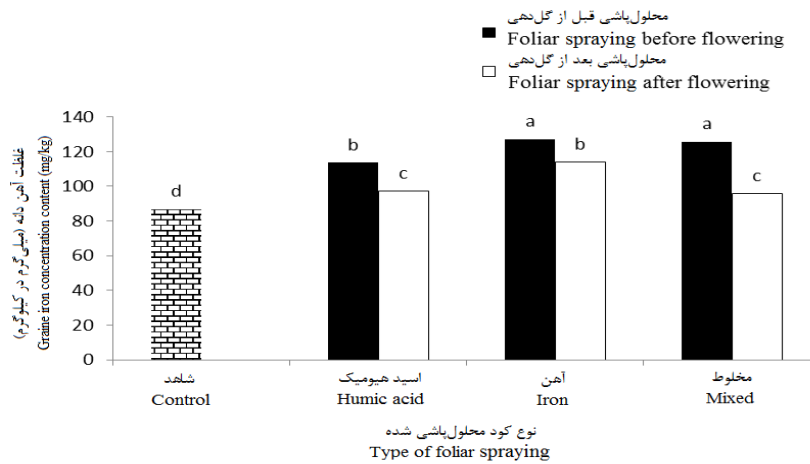 محلول‌پاشی قبل از گل‌دهی
Foliar spraying before flowering
محلول‌پاشی بعد از گل‌دهی
Foliar spraying after flowering
غلظت آهن دانه (میلی‌گرم در کیلوگرم)
Graine iron concentration content (mg/kg)
140
120
100
80
60
40
20
0
d
b
c
a
b
a
c
شاهد
Control
اسید هیومیک
Humic acid
آهن
Iron
مخلوط
Mixed
نوع کود محلول‌پاشی شده
Type of foliar spraying